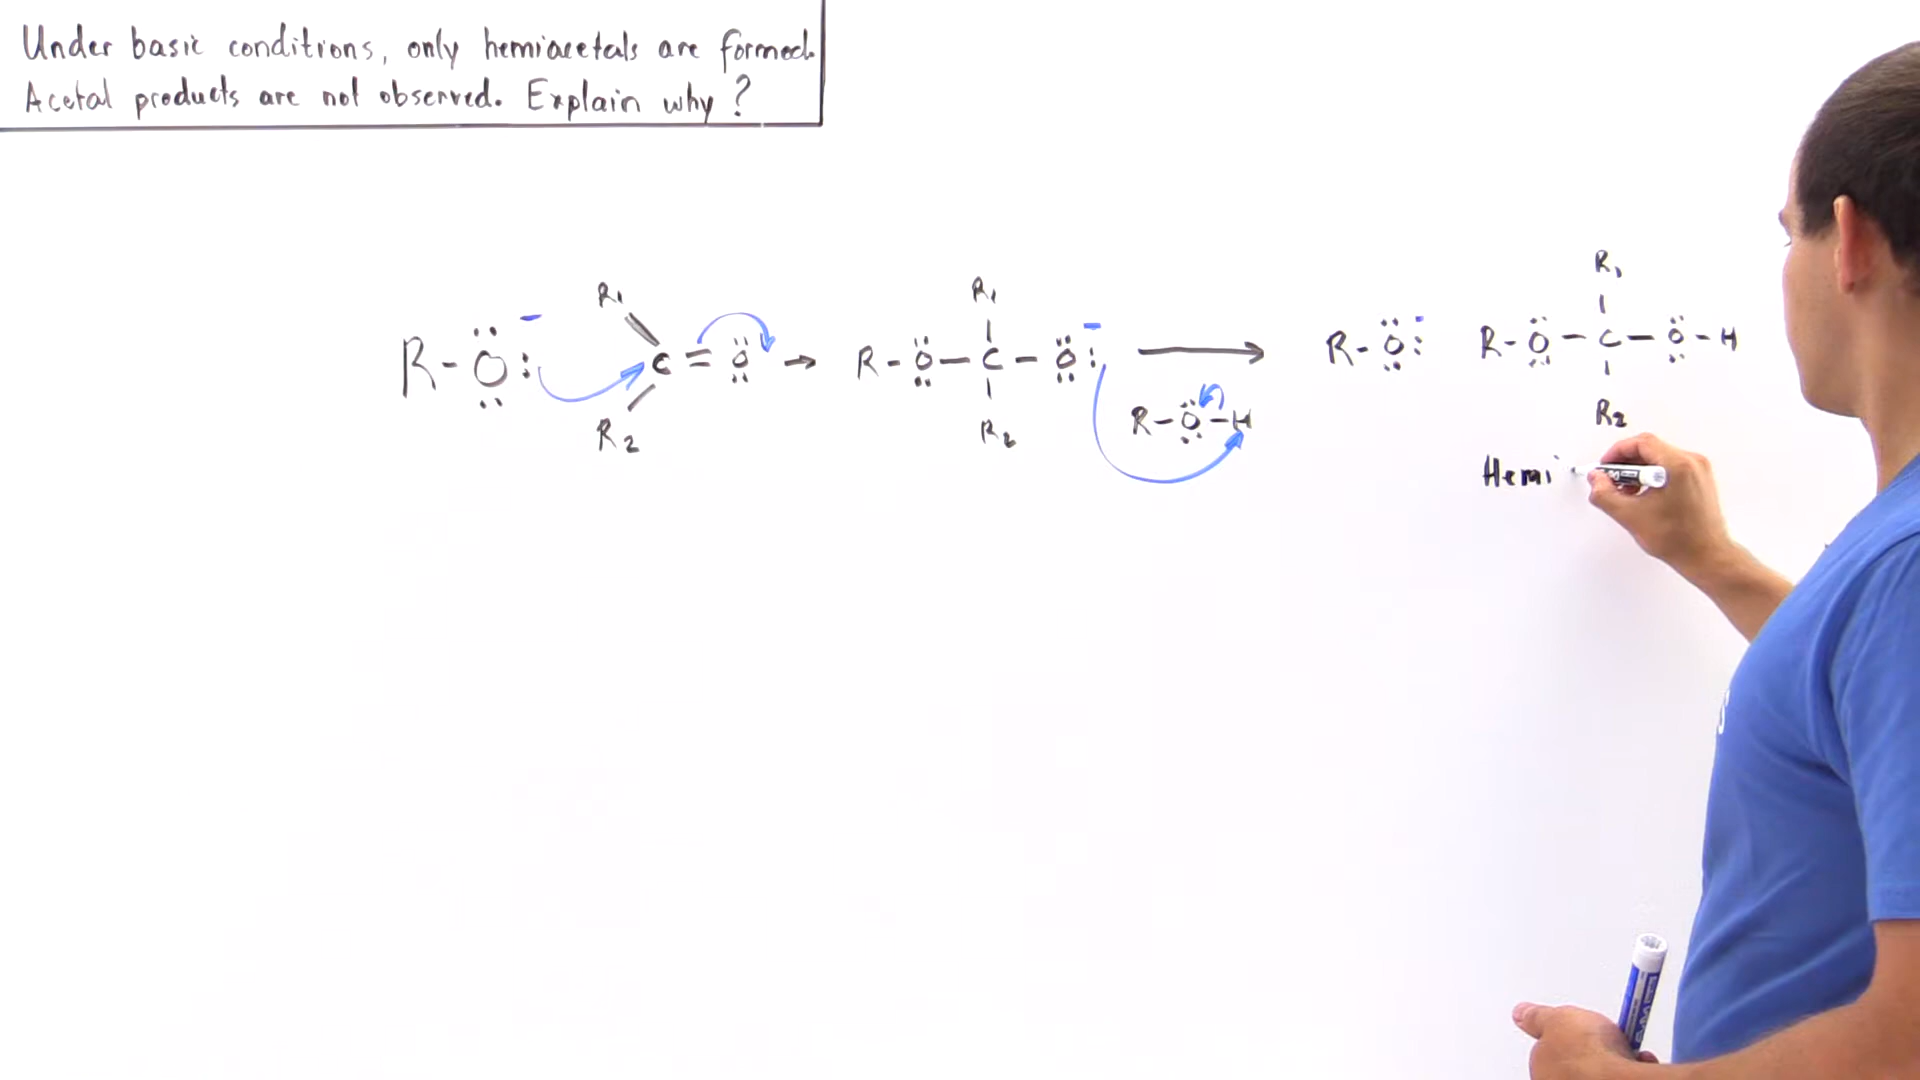 Under basic conditions, only hemiacetals are formed.
Acetal products are not observed. Explain why?
R-O:⁻ R₁ C=O R₂ → R-O-C-O:⁻ R₁ R₂ → R-O-H R-O:⁻ R-O-C-O-H R₁ R₂
Hemi